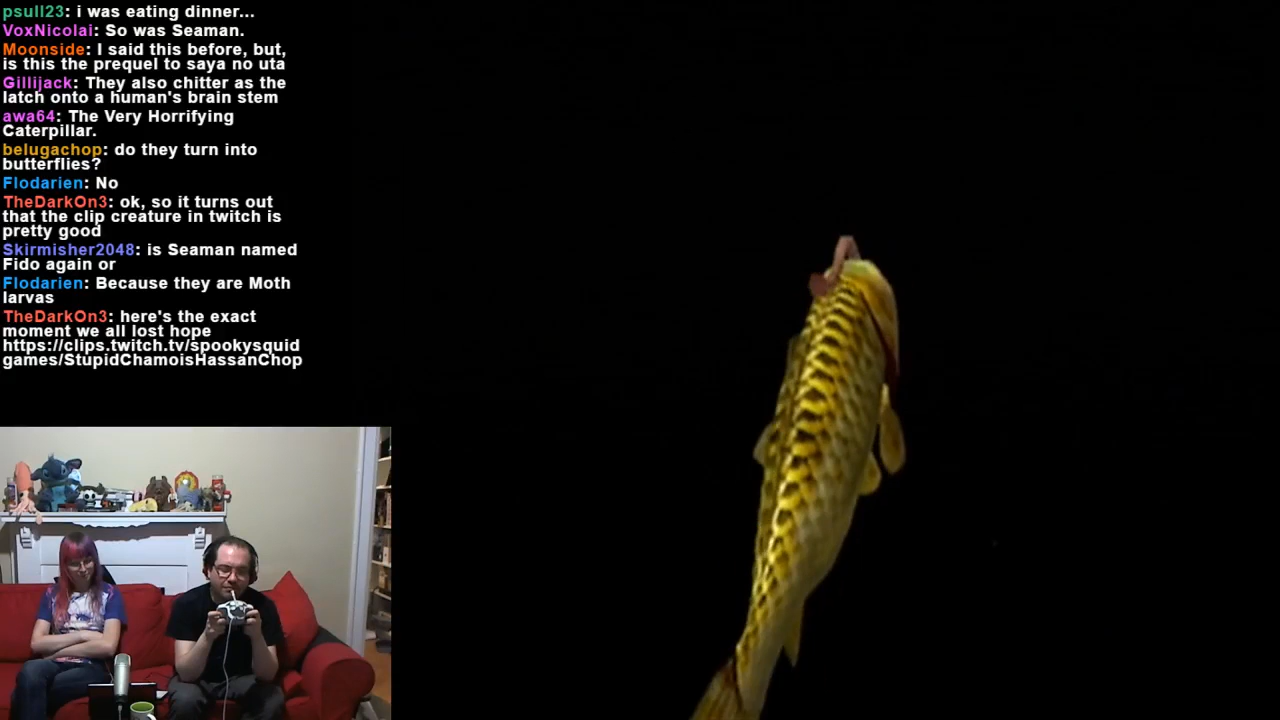 psull23: i was eating dinner...
VoxNicolai: So was Seaman.
Moonside: I said this before, but,
is this the prequel to saya no uta
Gillijack: They also chitter as the
latch onto a human's brain stem
awa64: The Very Horrifying
Caterpillar.
belugachop: do they turn into
butterflies?
Flodarien: No
TheDarkOn3: ok, so it turns out
that the clip creature in twitch is
pretty good
Skirmisher2048: is Seaman named
Fido again or
Flodarien: Because they are Moth
larvas
TheDarkOn3: here's the exact
moment we all lost hope
https://clips.twitch.tv/spookysquid
games/StupidChamoisHassanChop